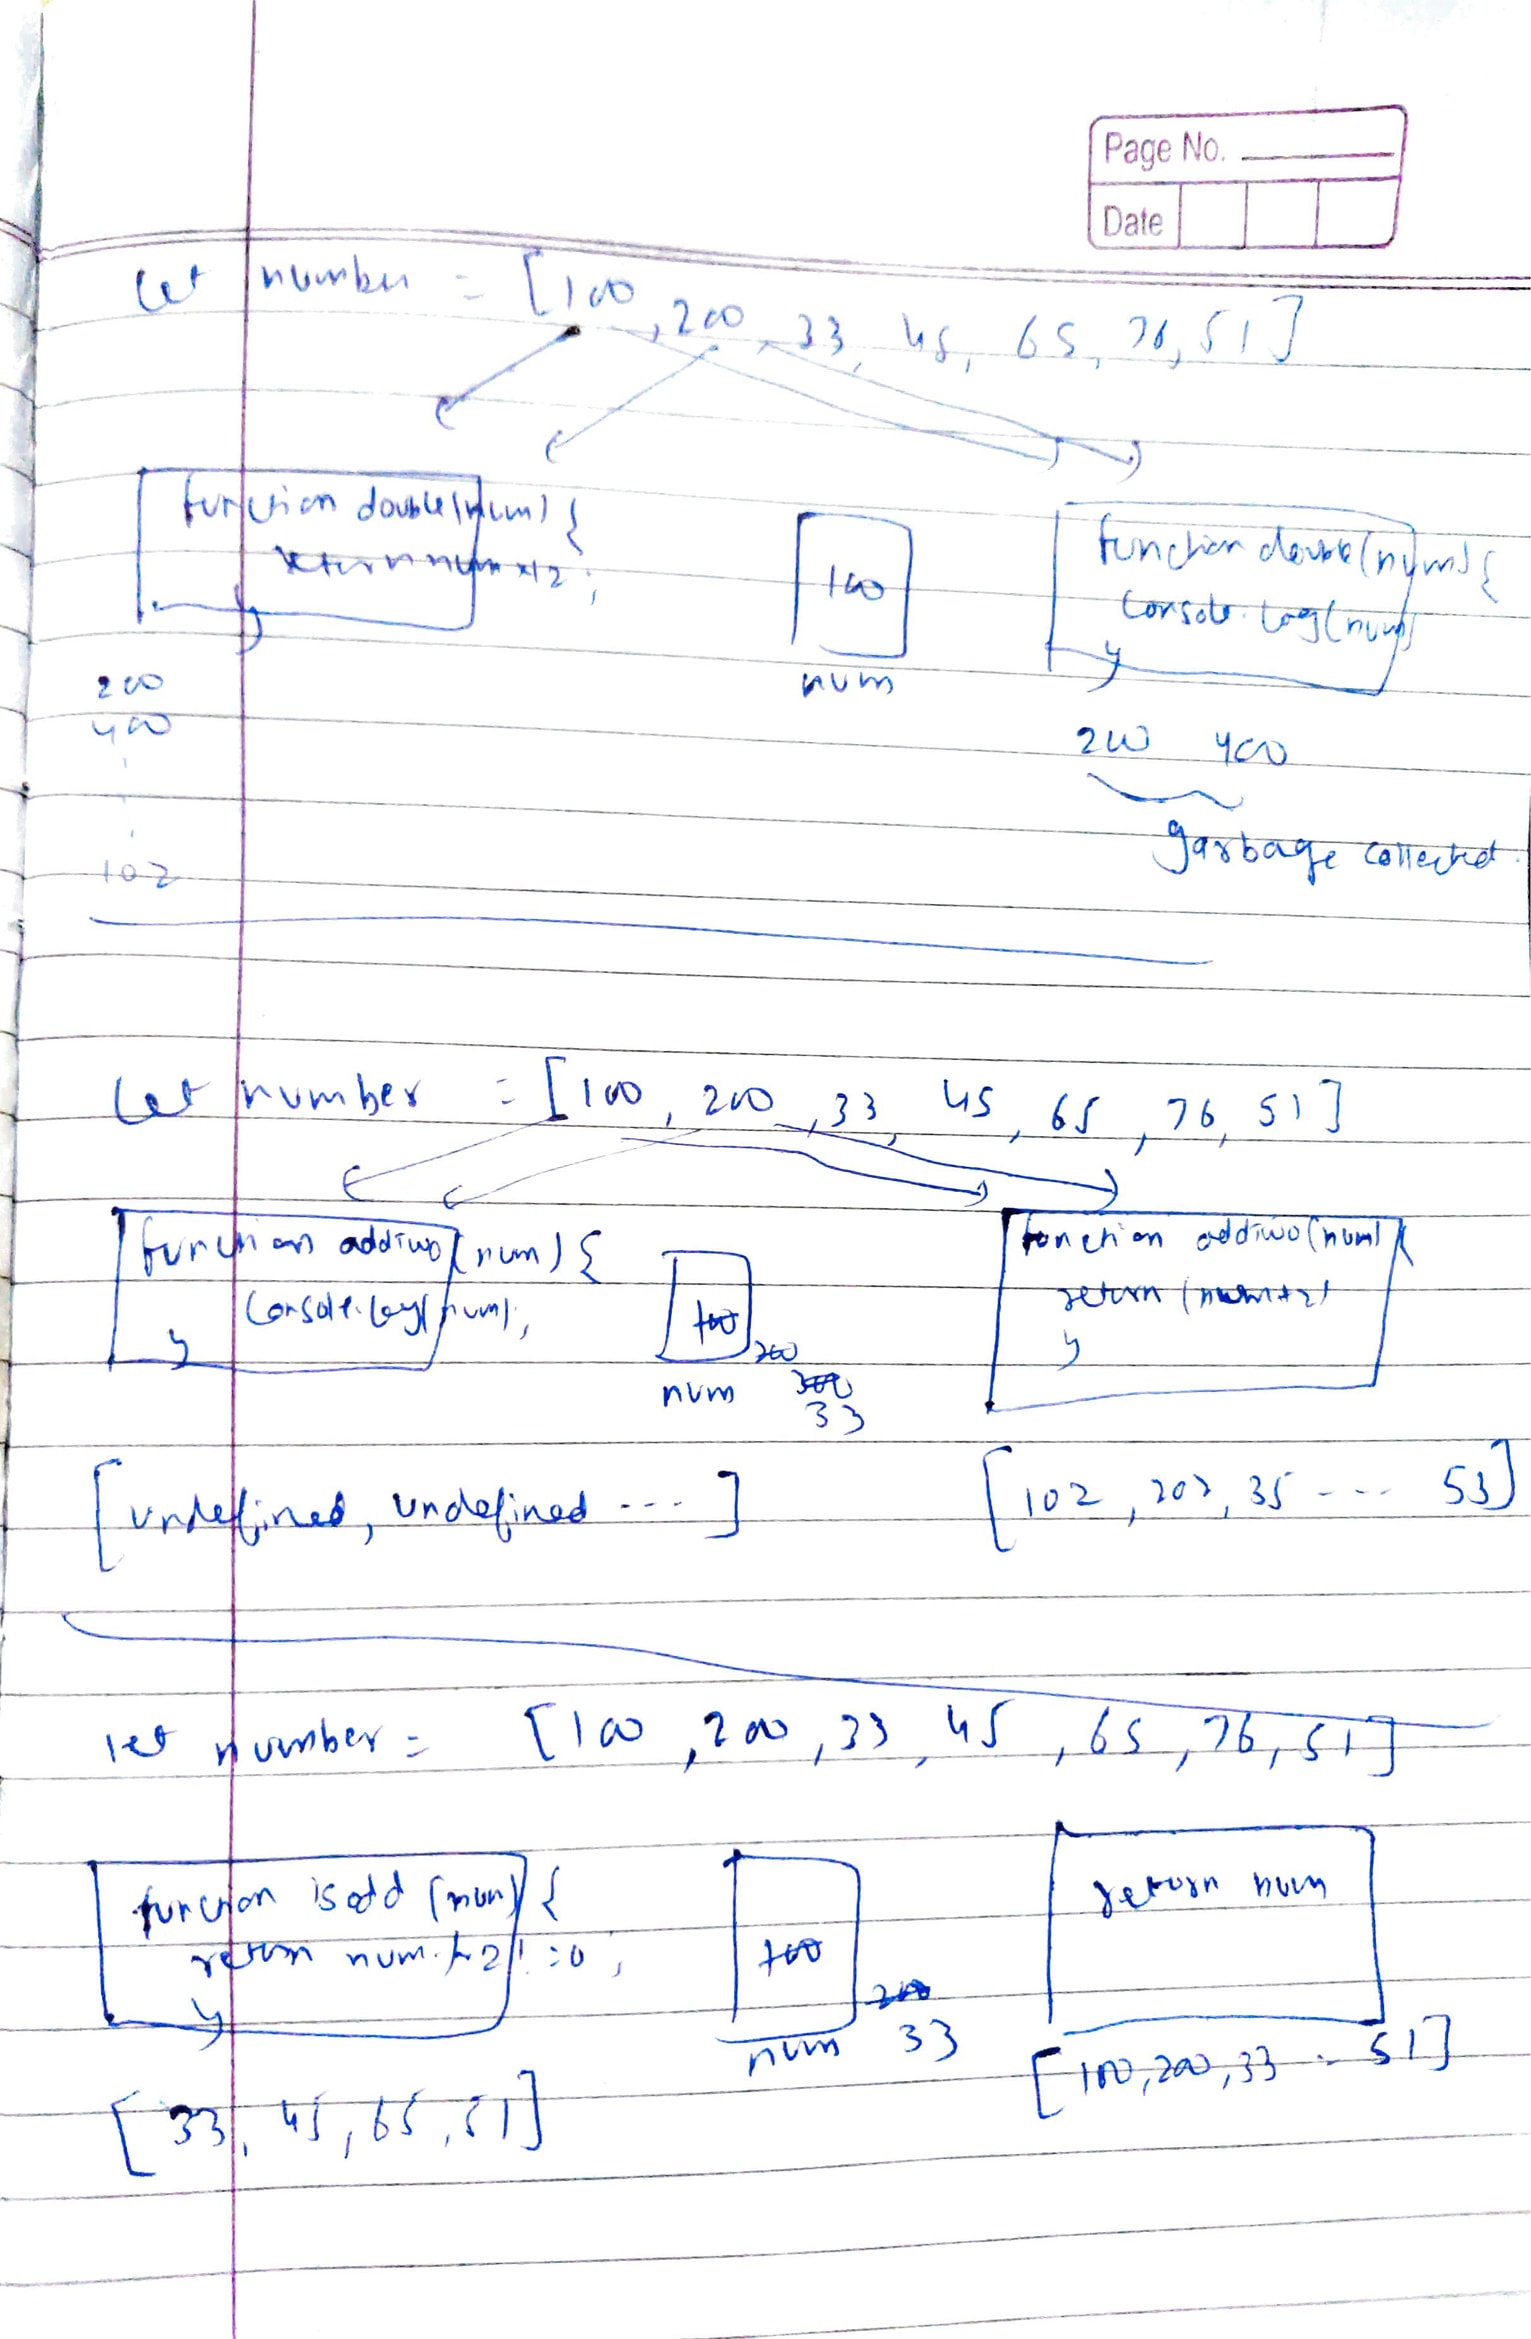 Page No.
Date
let number = [100, 200, 33, 45, 65, 76, 51]
function double(num) {
return num*2;
}
100
num
function double(num) {
console.log(num)
}
200
400
102
200 400
garbage collected.
let number = [100, 200, 33, 45, 65, 76, 51]
function addtwo(num) {
console.log(num);
}
100
200
300
33
num
function addtwo(num) {
return (num+2)
}
[undefined, undefined ....]
[102, 202, 35 --- 53]
let number = [100, 200, 33, 45, 65, 76, 51]
function isodd (num) {
return num % 2 != 0;
}
100
200
33
num
return num
[33, 45, 65, 51]
[100, 200, 33 .. 51]